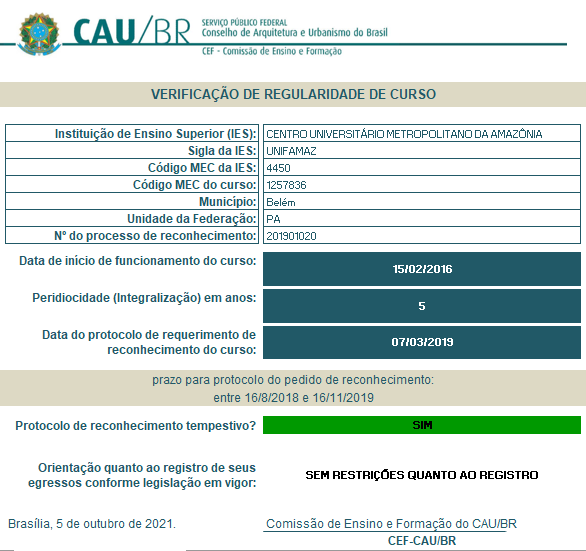 CAU/BR
SERVIÇO PÚBLICO FEDERAL
Conselho de Arquitetura e Urbanismo do Brasil
CEF - Comissão de Ensino e Formação
VERIFICAÇÃO DE REGULARIDADE DE CURSO
Instituição de Ensino Superior (IES): CENTRO UNIVERSITÁRIO METROPOLITANO DA AMAZÔNIA
Sigla da IES: UNIFAMAZ
Código MEC da IES: 4450
Código MEC do curso: 1257836
Município: Belém
Unidade da Federação: PA
Nº do processo de reconhecimento: 201901020
Data de início de funcionamento do curso: 15/02/2016
Peridiocidade (Integralização) em anos: 5
Data do protocolo de requerimento de
reconhecimento do curso: 07/03/2019
prazo para protocolo do pedido de reconhecimento:
entre 16/8/2018 e 16/11/2019
Protocolo de reconhecimento tempestivo? SIM
Orientação quanto ao registro de seus
egressos conforme legislação em vigor: SEM RESTRIÇÕES QUANTO AO REGISTRO
Brasília, 5 de outubro de 2021. Comissão de Ensino e Formação do CAU/BR
CEF-CAU/BR